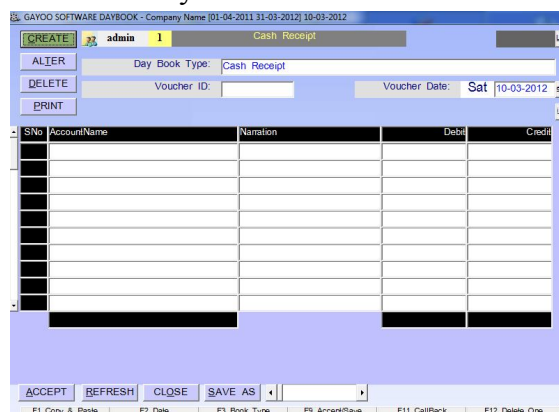 GAYOO SOFTWARE DAYBOOK - Company Name [01-04-2011 31-03-2012] 10-03-2012
CREATE admin 1 Cash Receipt
ALTER Day Book Type: Cash Receipt
DELETE Voucher ID: Voucher Date: Sat 10-03-2012
PRINT
SNo AccountName Narration Debit Credit
ACCEPT REFRESH CLOSE SAVE AS
F1 Copy & Paste F2 Date F3 Book Type F9 Accept/Save F11 CallBack F12 Delete One